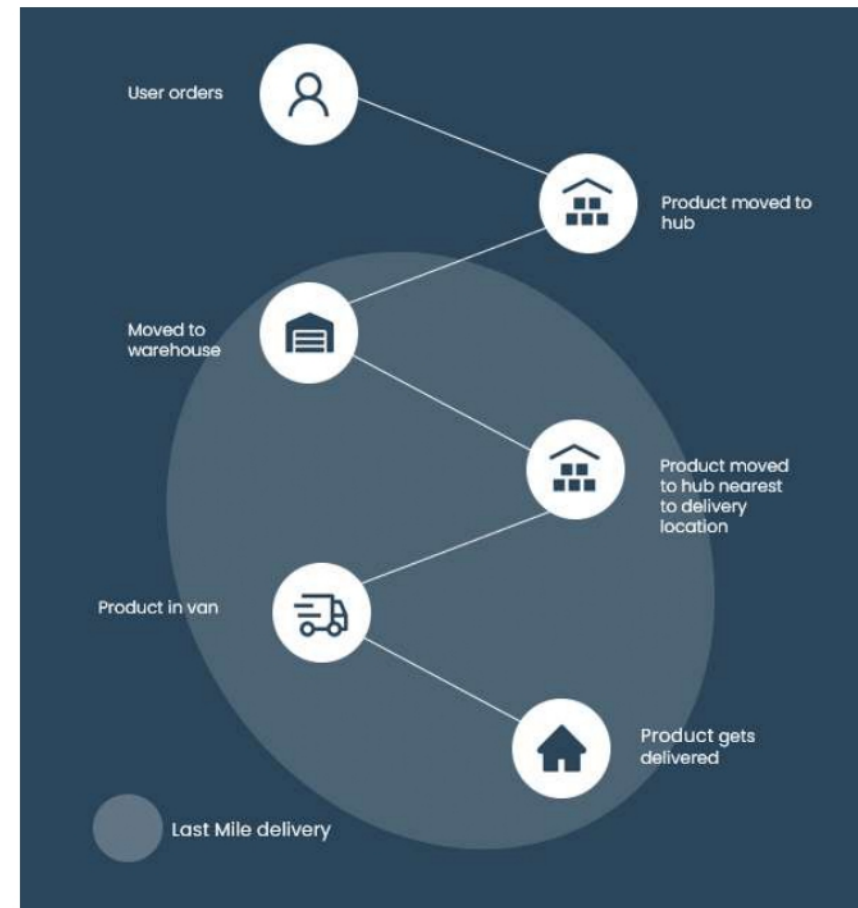 User orders
Product moved to
hub
Moved to
warehouse
Product moved
to hub nearest
to delivery
location
Product in van
Product gets
delivered
Last Mile delivery